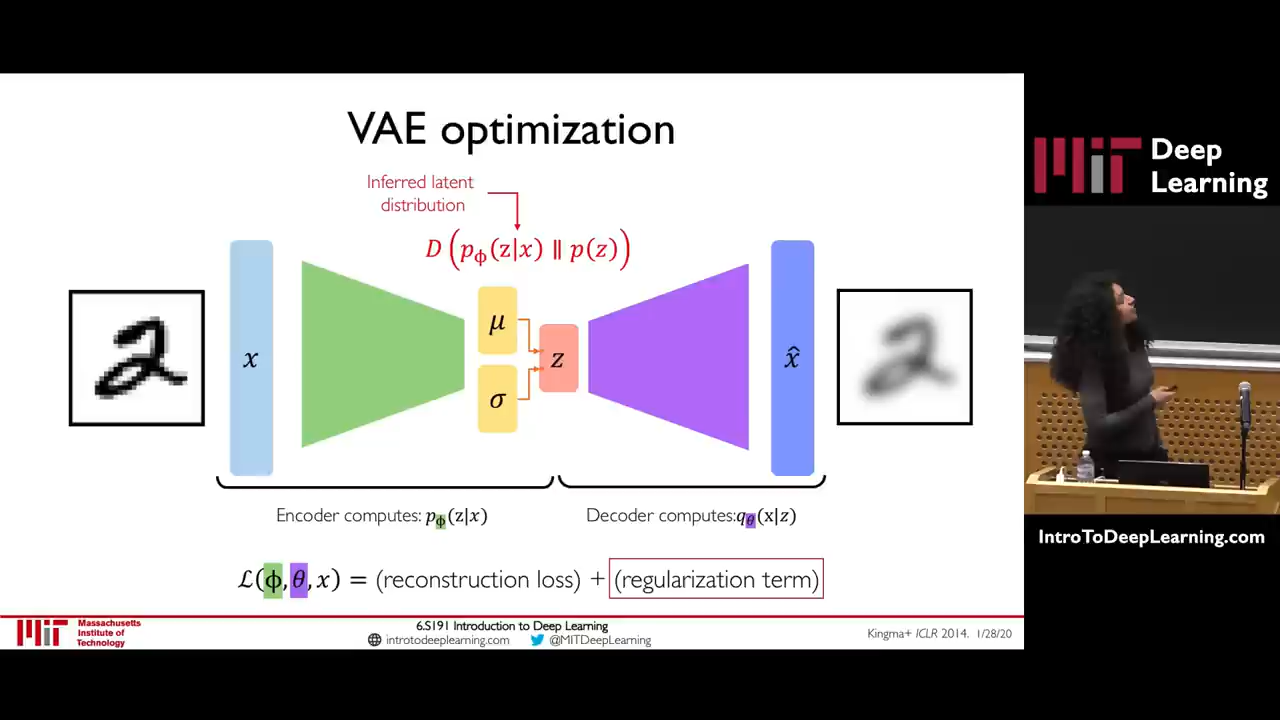 VAE optimization
Inferred latent
distribution
D (p_ϕ(z|x) ∥ p(z))
x
μ
σ
z
x̂
Encoder computes: p_ϕ(z|x)
Decoder computes:q_θ(x|z)
ℒ(ϕ,θ,x) = (reconstruction loss) + (regularization term)
Massachusetts
Institute of
Technology
6.S191 Introduction to Deep Learning
introtodeeplearning.com @MITDeepLearning
Kingma+ ICLR 2014. 1/28/20
MIT Deep
Learning
IntroToDeepLearning.com